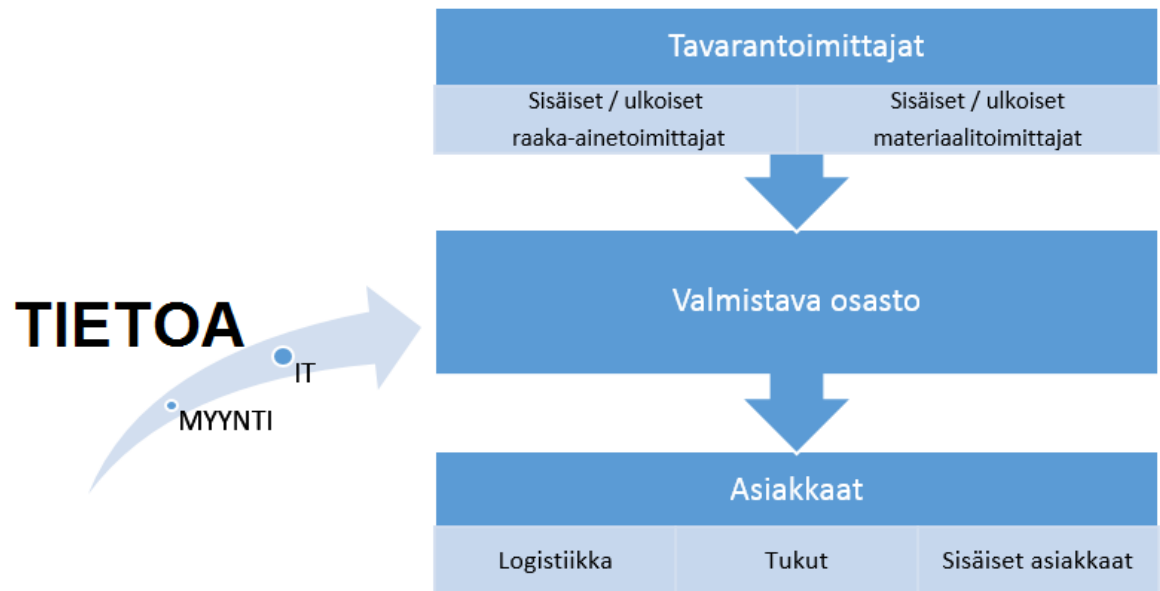 Tavarantoimittajat
Sisäiset / ulkoiset
raaka-ainetoimittajat
Sisäiset / ulkoiset
materiaalitoimittajat
Valmistava osasto
TIETOA
IT
MYYNTI
Asiakkaat
Logistiikka
Tukut
Sisäiset asiakkaat